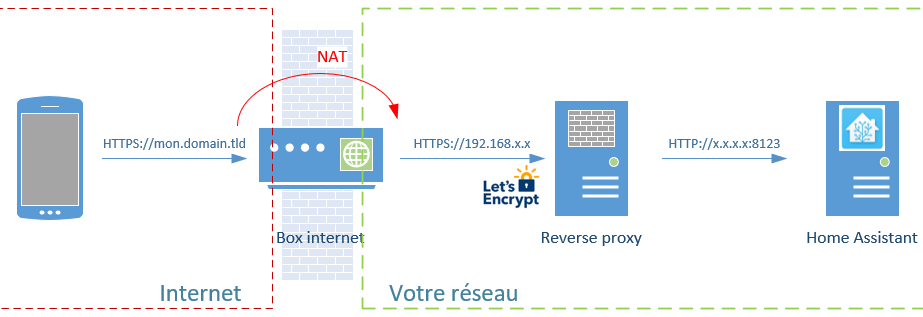 NAT
HTTPS://mon.domain.tld
HTTPS://192.168.x.x
HTTP://x.x.x.x:8123
Let's
Encrypt
Box internet
Reverse proxy
Home Assistant
Internet
Votre réseau